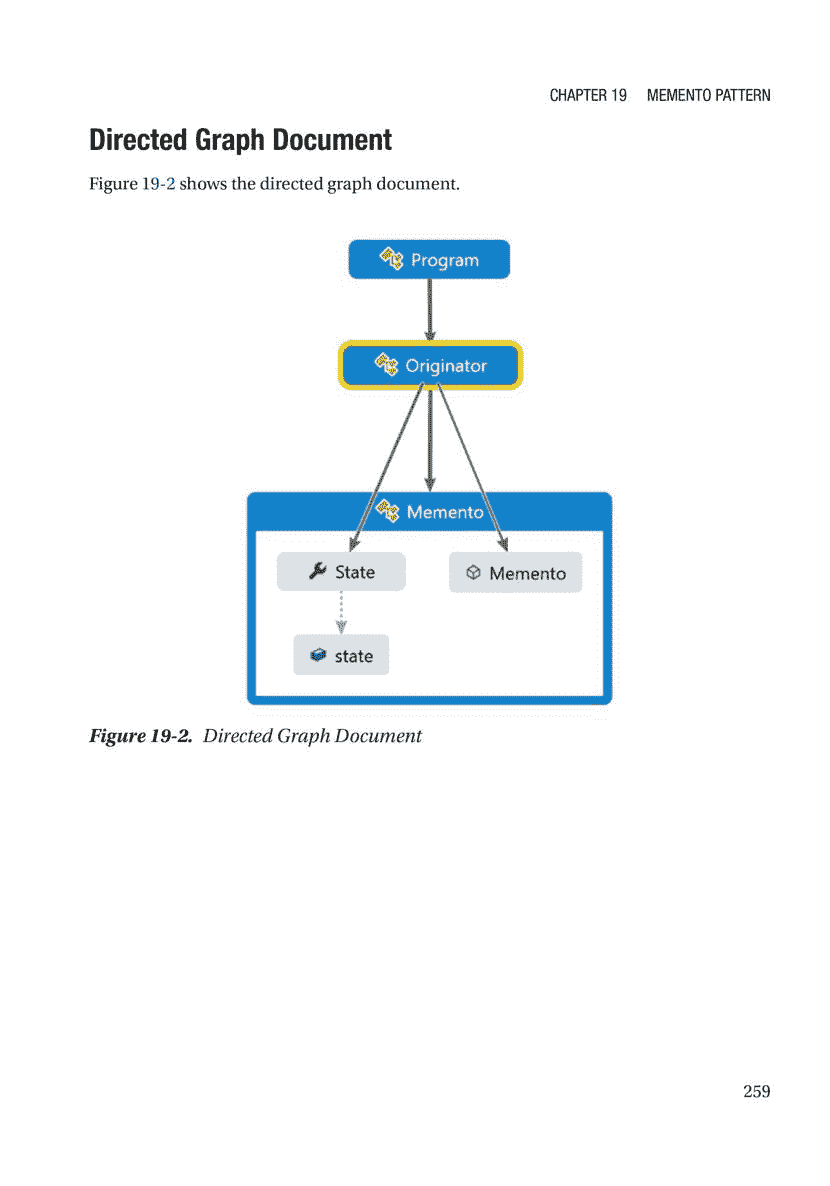 CHAPTER 19 MEMENTO PATTERN
Directed Graph Document
Figure 19-2 shows the directed graph document.
Program
Originator
Memento
State
Memento
state
Figure 19-2. Directed Graph Document
259